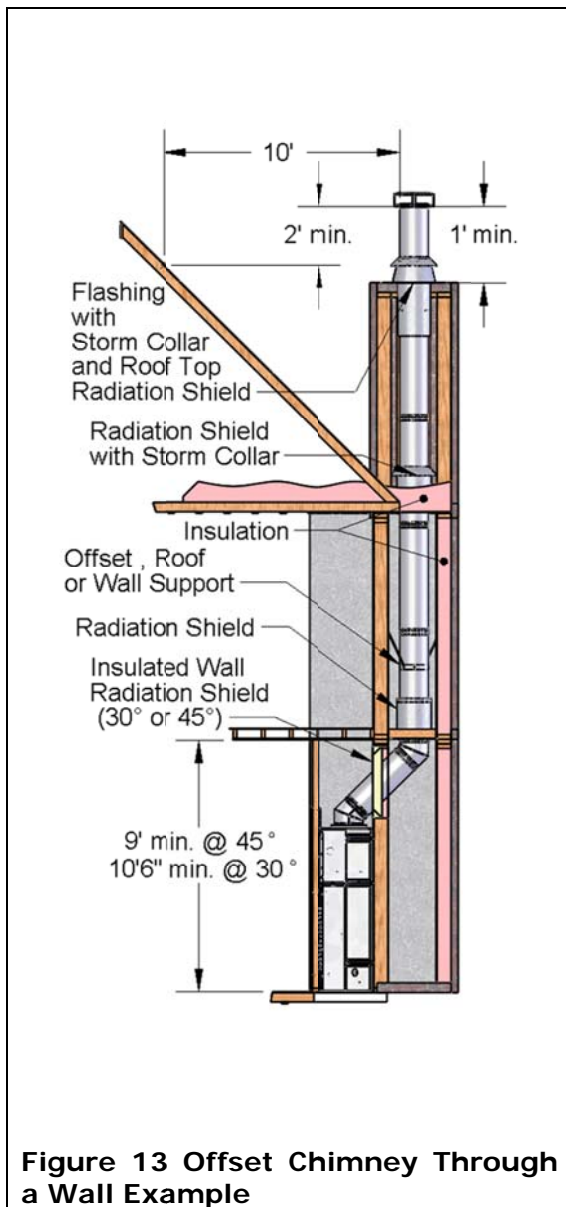 10'
2' min.
1' min.
Flashing
with
Storm Collar
and Roof Top
Radiation Shield
Radiation Shield
with Storm Collar
Insulation
Offset , Roof
or Wall Support
Radiation Shield
Insulated Wall
Radiation Shield
(30° or 45°)
9' min. @ 45°
10'6" min. @ 30°
Figure 13 Offset Chimney Through
a Wall Example